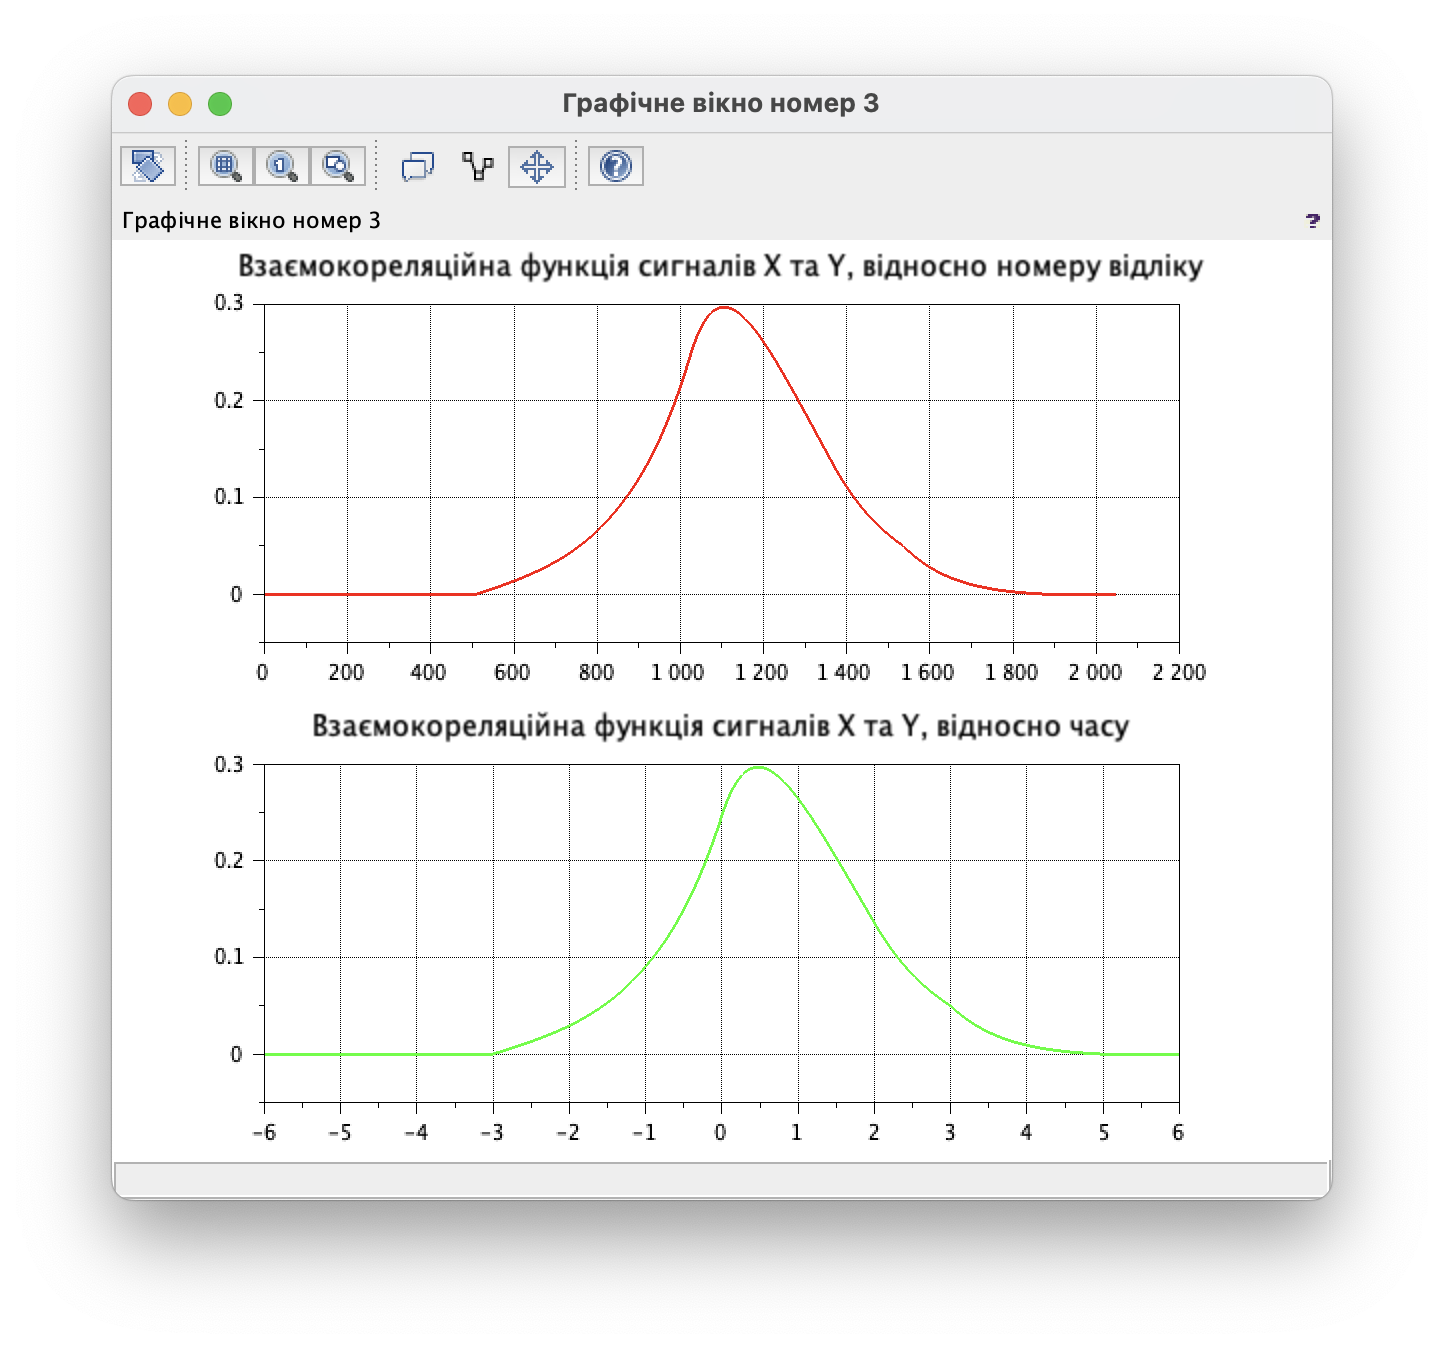 Графічне вікно номер 3
Графічне вікно номер 3
?
Взаємокореляційна функція сигналів X та Y, відносно номеру відліку
0.3
0.2
0.1
0
0 200 400 600 800 1 000 1 200 1 400 1 600 1 800 2 000 2 200
Взаємокореляційна функція сигналів X та Y, відносно часу
0.3
0.2
0.1
0
-6 -5 -4 -3 -2 -1 0 1 2 3 4 5 6